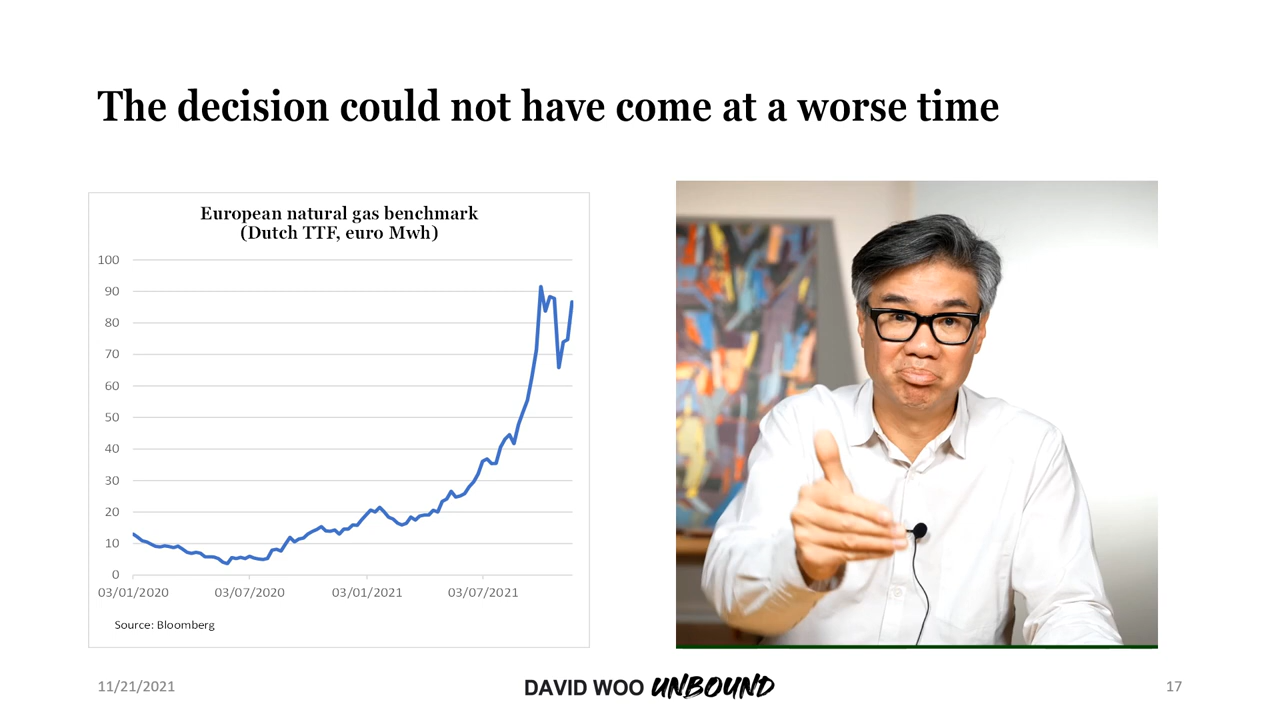 The decision could not have come at a worse time
European natural gas benchmark
(Dutch TTF, euro Mwh)
100
90
80
70
60
50
40
30
20
10
0
03/01/2020 03/07/2020 03/01/2021 03/07/2021
Source: Bloomberg
11/21/2021
DAVID WOO UNBOUND
17